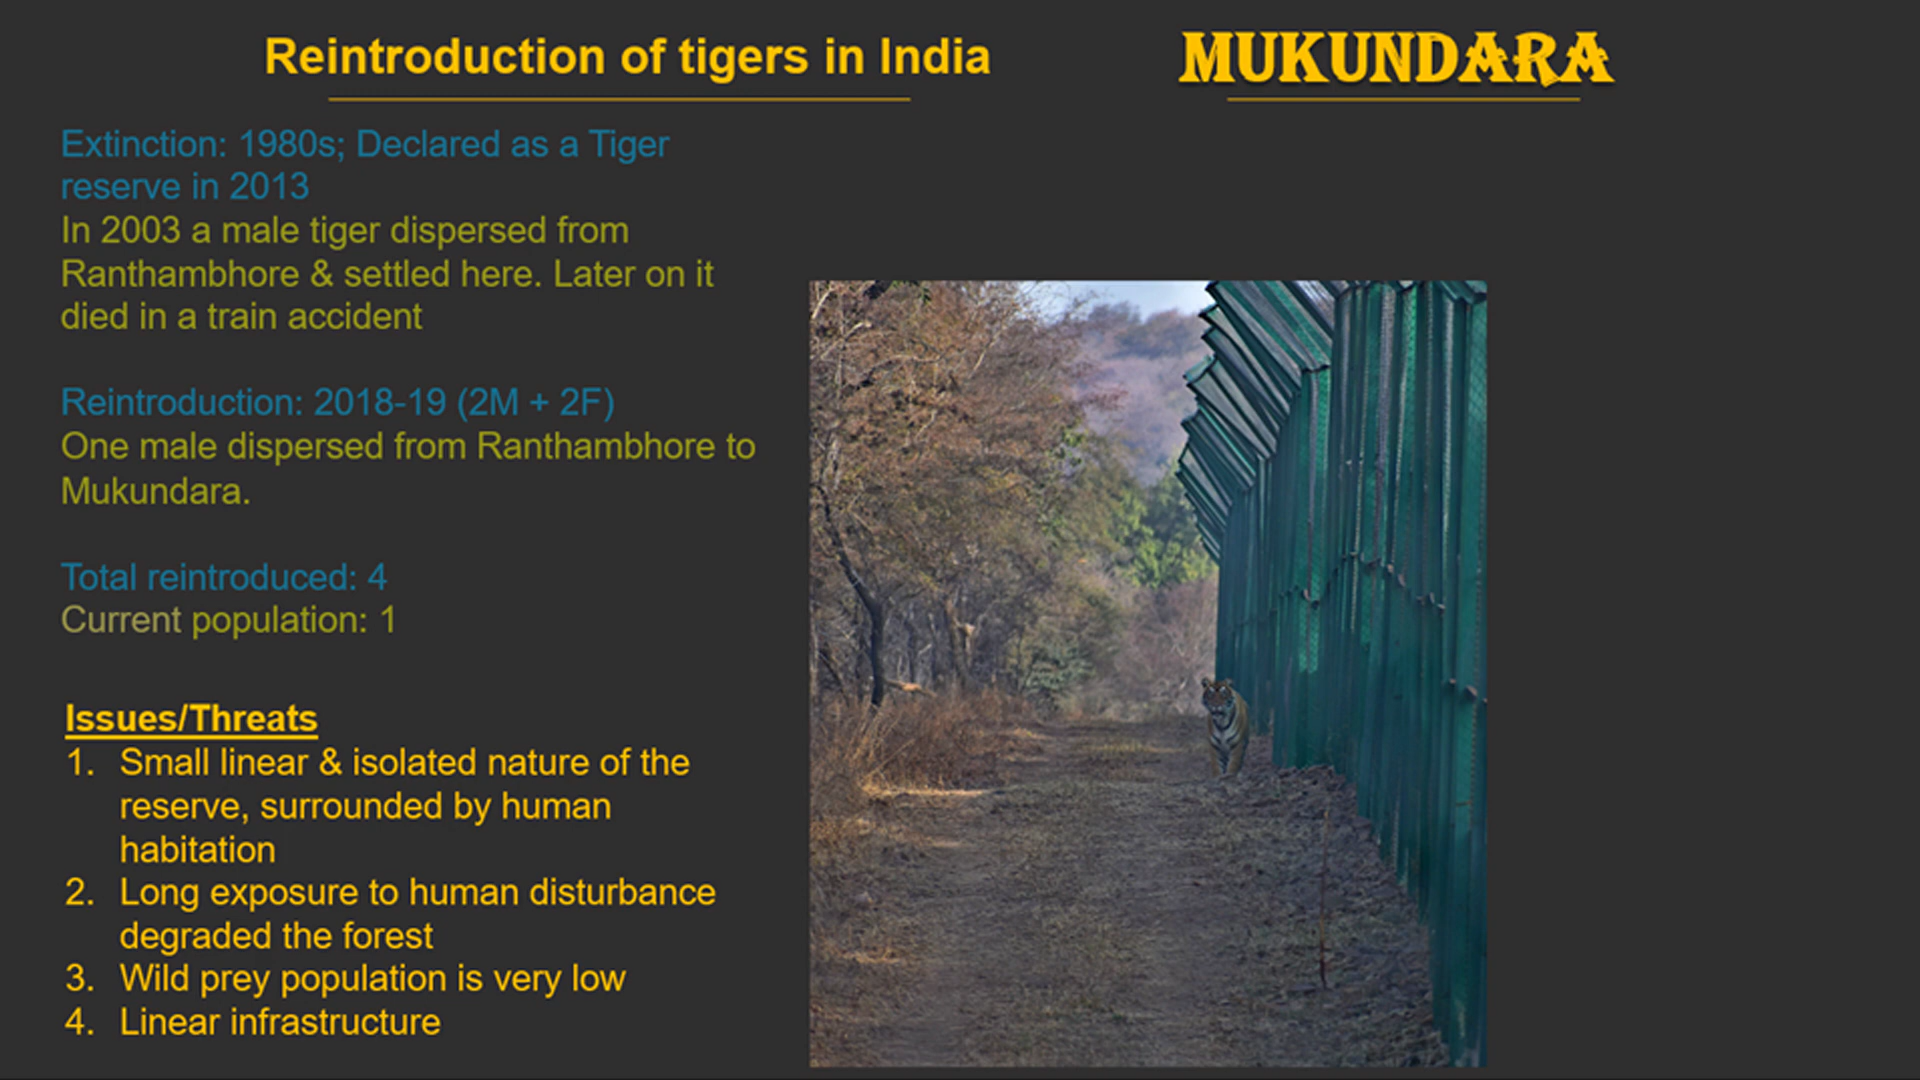 Reintroduction of tigers in India
MUKUNDARA
Extinction: 1980s; Declared as a Tiger
reserve in 2013
In 2003 a male tiger dispersed from
Ranthambhore & settled here. Later on it
died in a train accident
Reintroduction: 2018-19 (2M + 2F)
One male dispersed from Ranthambhore to
Mukundara.
Total reintroduced: 4
Current population: 1
Issues/Threats
1. Small linear & isolated nature of the
reserve, surrounded by human
habitation
2. Long exposure to human disturbance
degraded the forest
3. Wild prey population is very low
4. Linear infrastructure